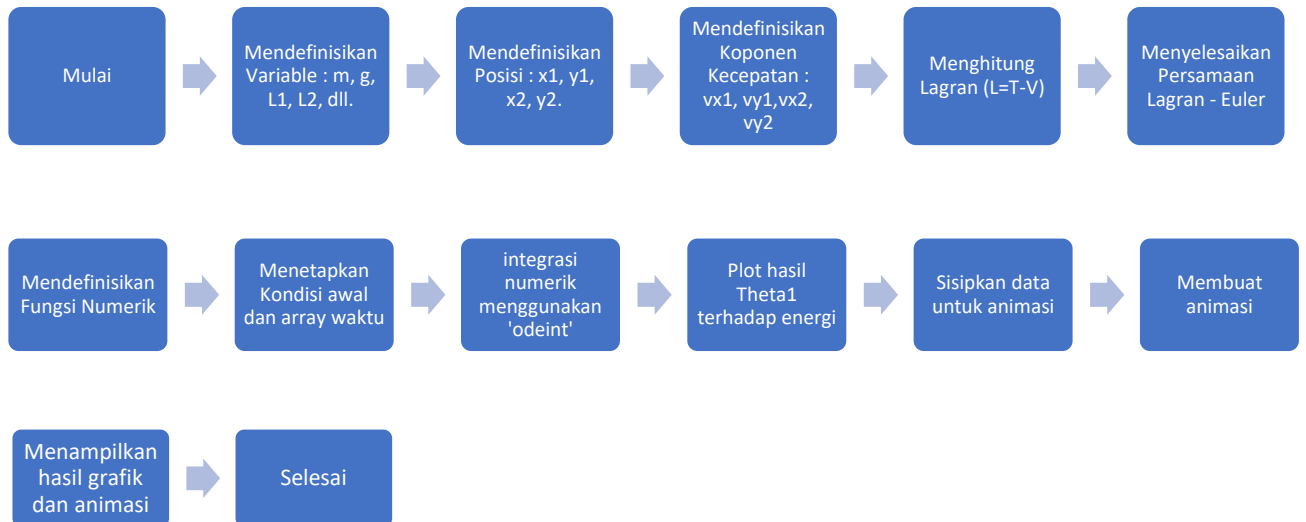 Mulai
Mendefinisikan
Variable : m, g,
L1, L2, dll.
Mendefinisikan
Posisi : x1, y1,
x2, y2.
Mendefinisikan
Koponen
Kecepatan :
vx1, vy1,vx2,
vy2
Menghitung
Lagran (L=T-V)
Menyelesaikan
Persamaan
Lagran - Euler
Mendefinisikan
Fungsi Numerik
Menetapkan
Kondisi awal
dan array waktu
integrasi
numerik
menggunakan
'odeint'
Plot hasil
Theta1
terhadap energi
Sisipkan data
untuk animasi
Membuat
animasi
Menampilkan
hasil grafik
dan animasi
Selesai